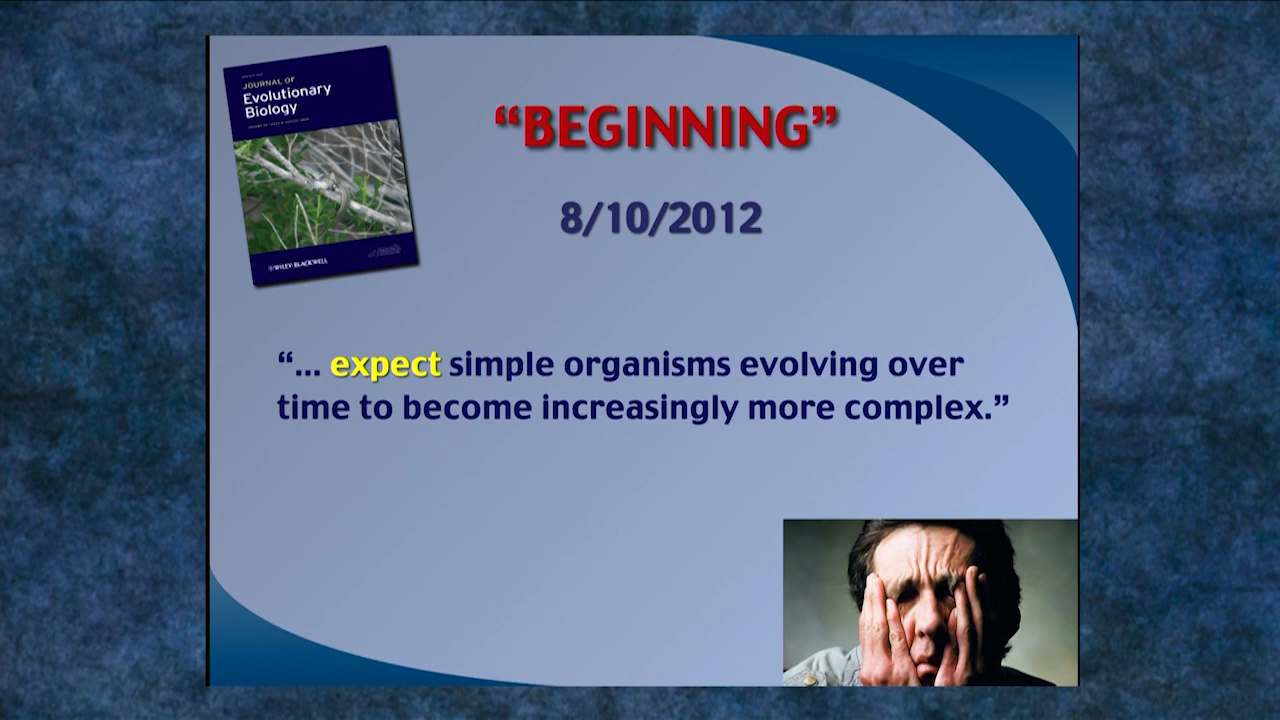 JOURNAL OF
Evolutionary
Biology
WILEY-BLACKWELL
“BEGINNING”
8/10/2012
“... expect simple organisms evolving over
time to become increasingly more complex.”